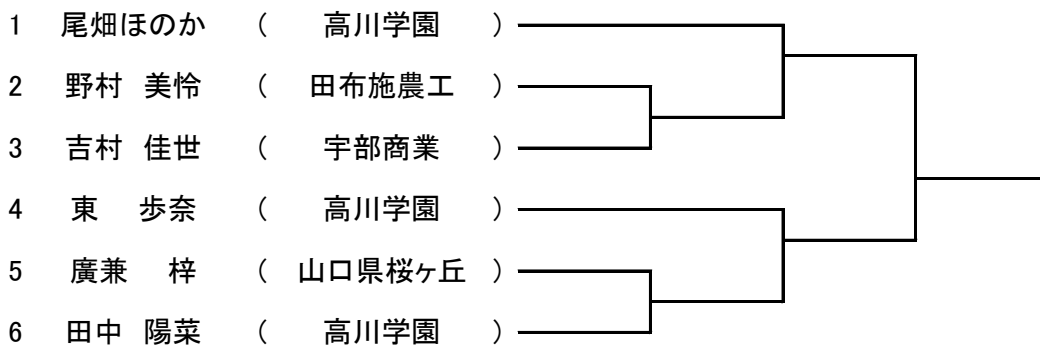 1 尾畑ほのか ( 高川学園 )
2 野村 美怜 ( 田布施農工 )
3 吉村 佳世 ( 宇部商業 )
4 東 歩奈 ( 高川学園 )
5 廣兼 梓 ( 山口県桜ヶ丘 )
6 田中 陽菜 ( 高川学園 )